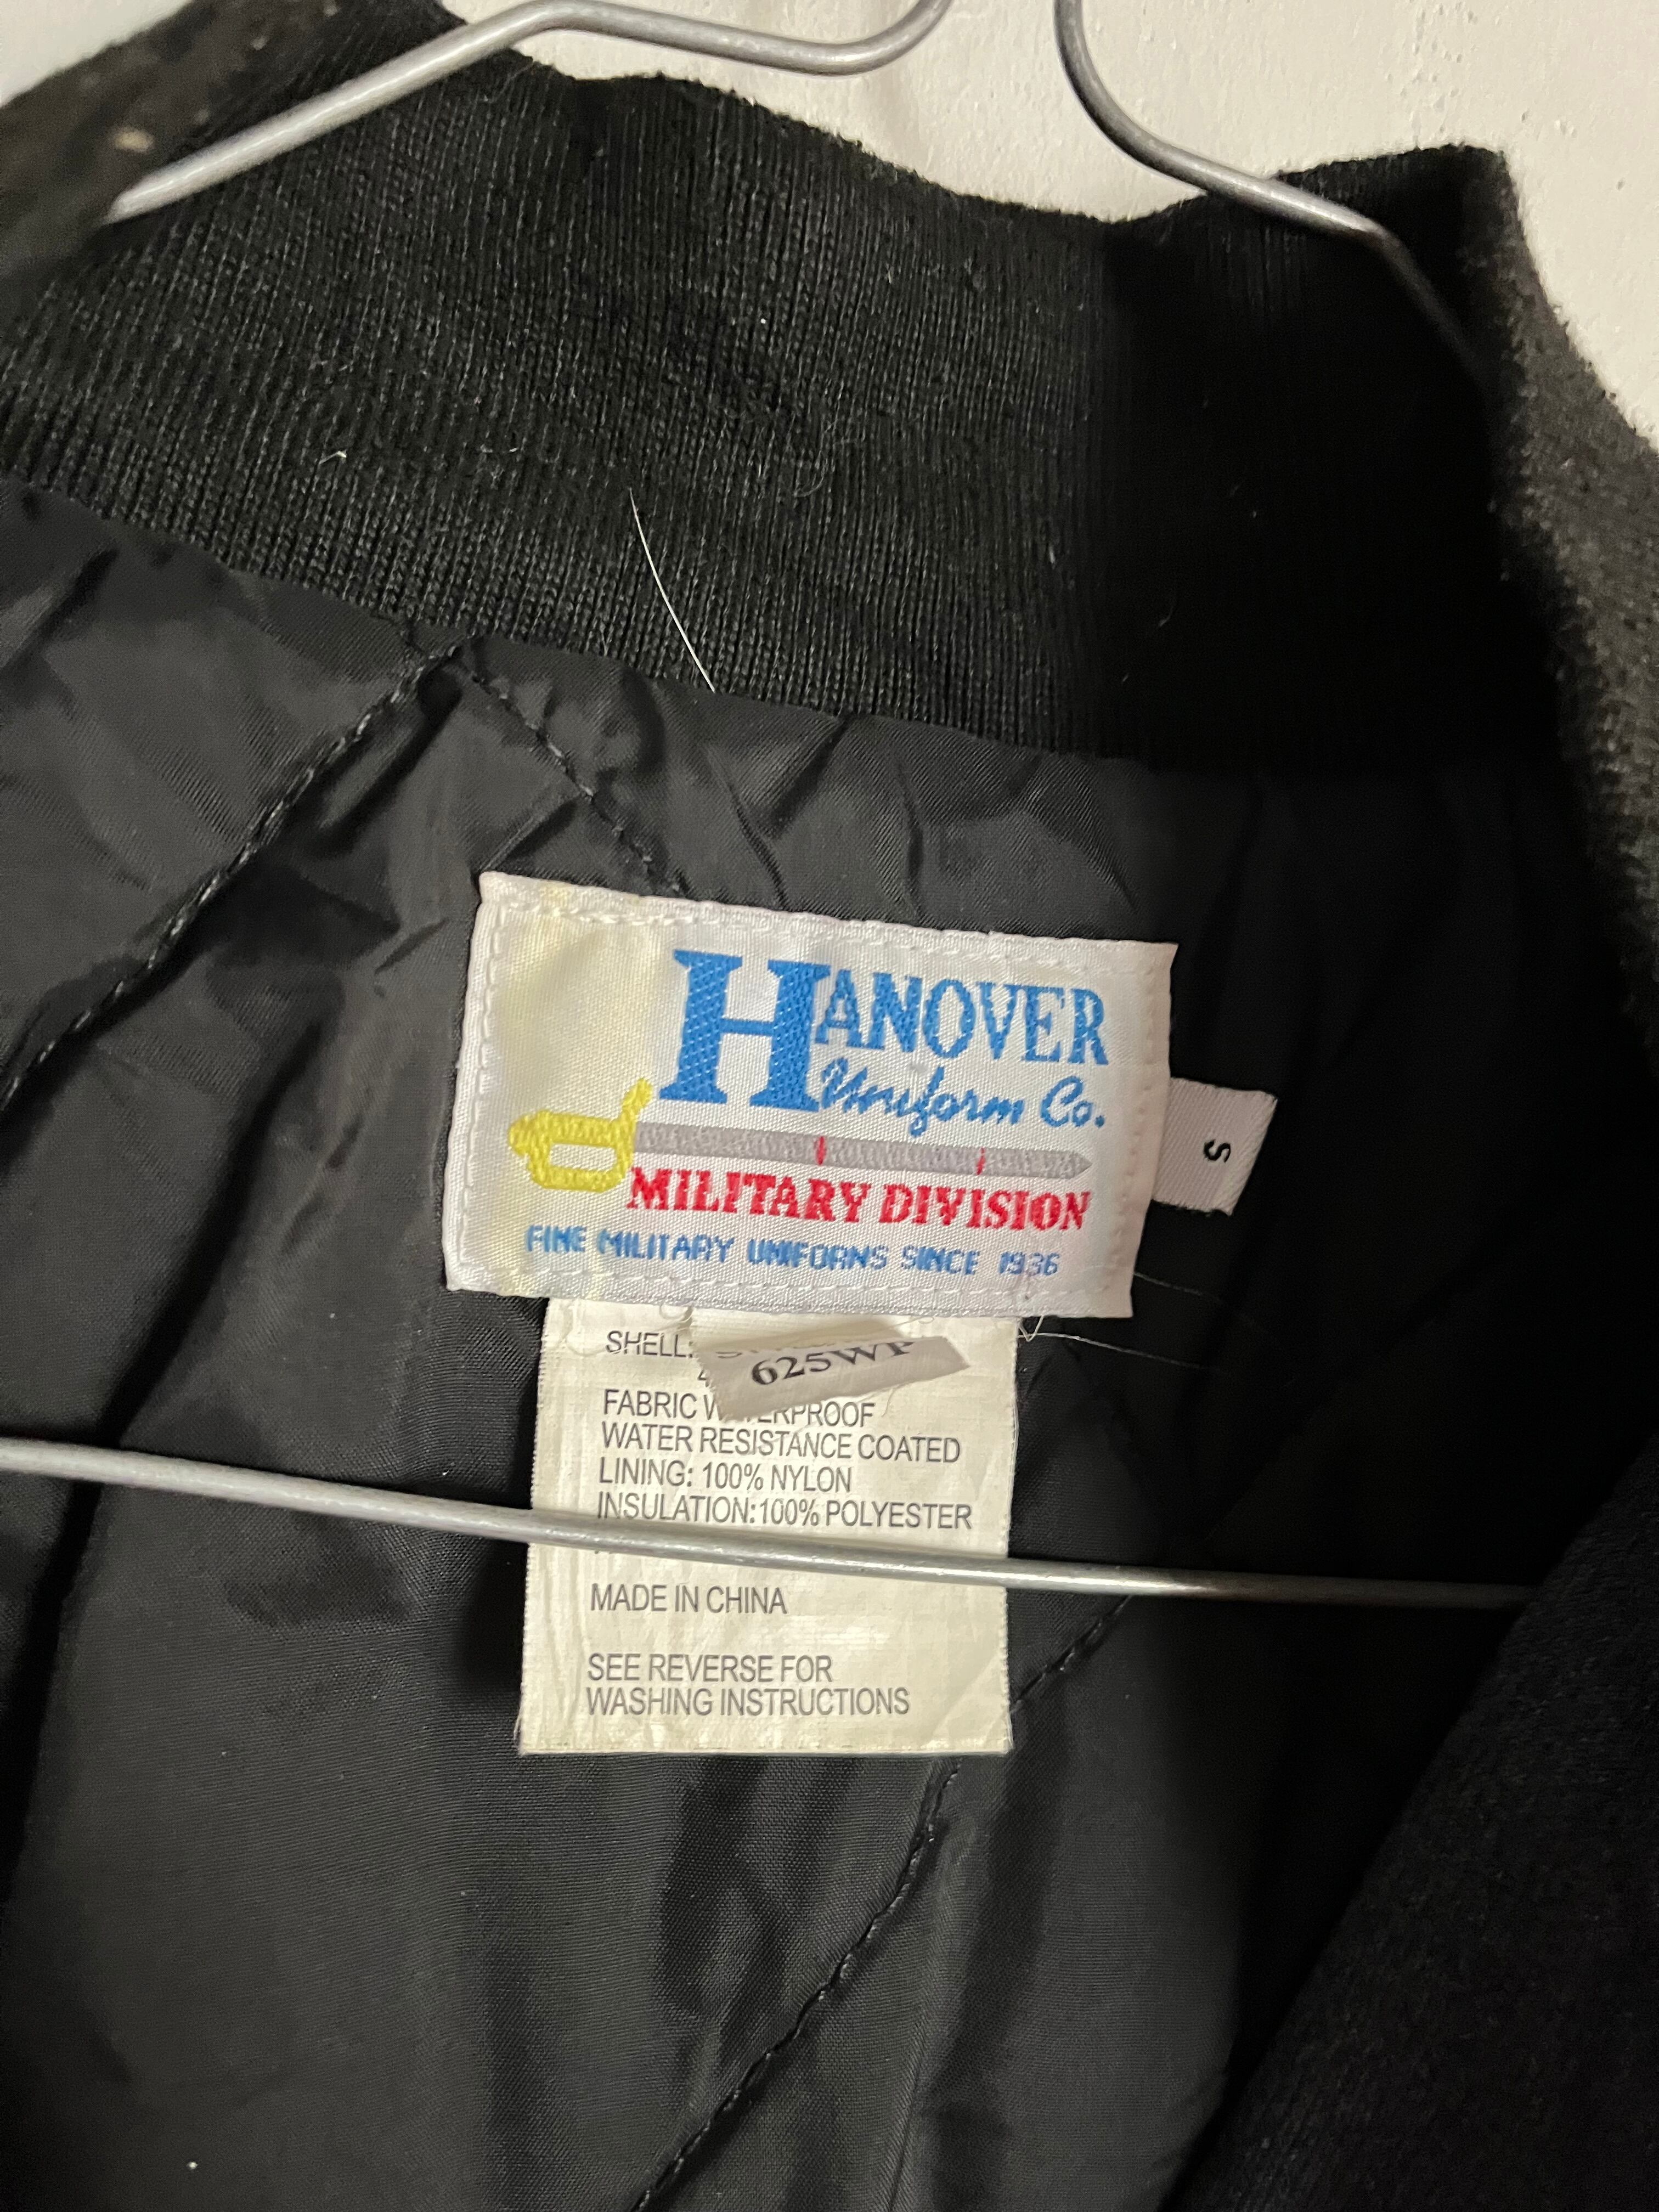 HANOVER
Uniform Co.
MILITARY DIVISION
FINE MILITARY UNIFORMS SINCE 1936
S
SHELL:
625WP
FABRIC
WATER RESISTANCE COATED
LINING: 100% NYLON
INSULATION:100% POLYESTER
MADE IN CHINA
SEE REVERSE FOR
WASHING INSTRUCTIONS